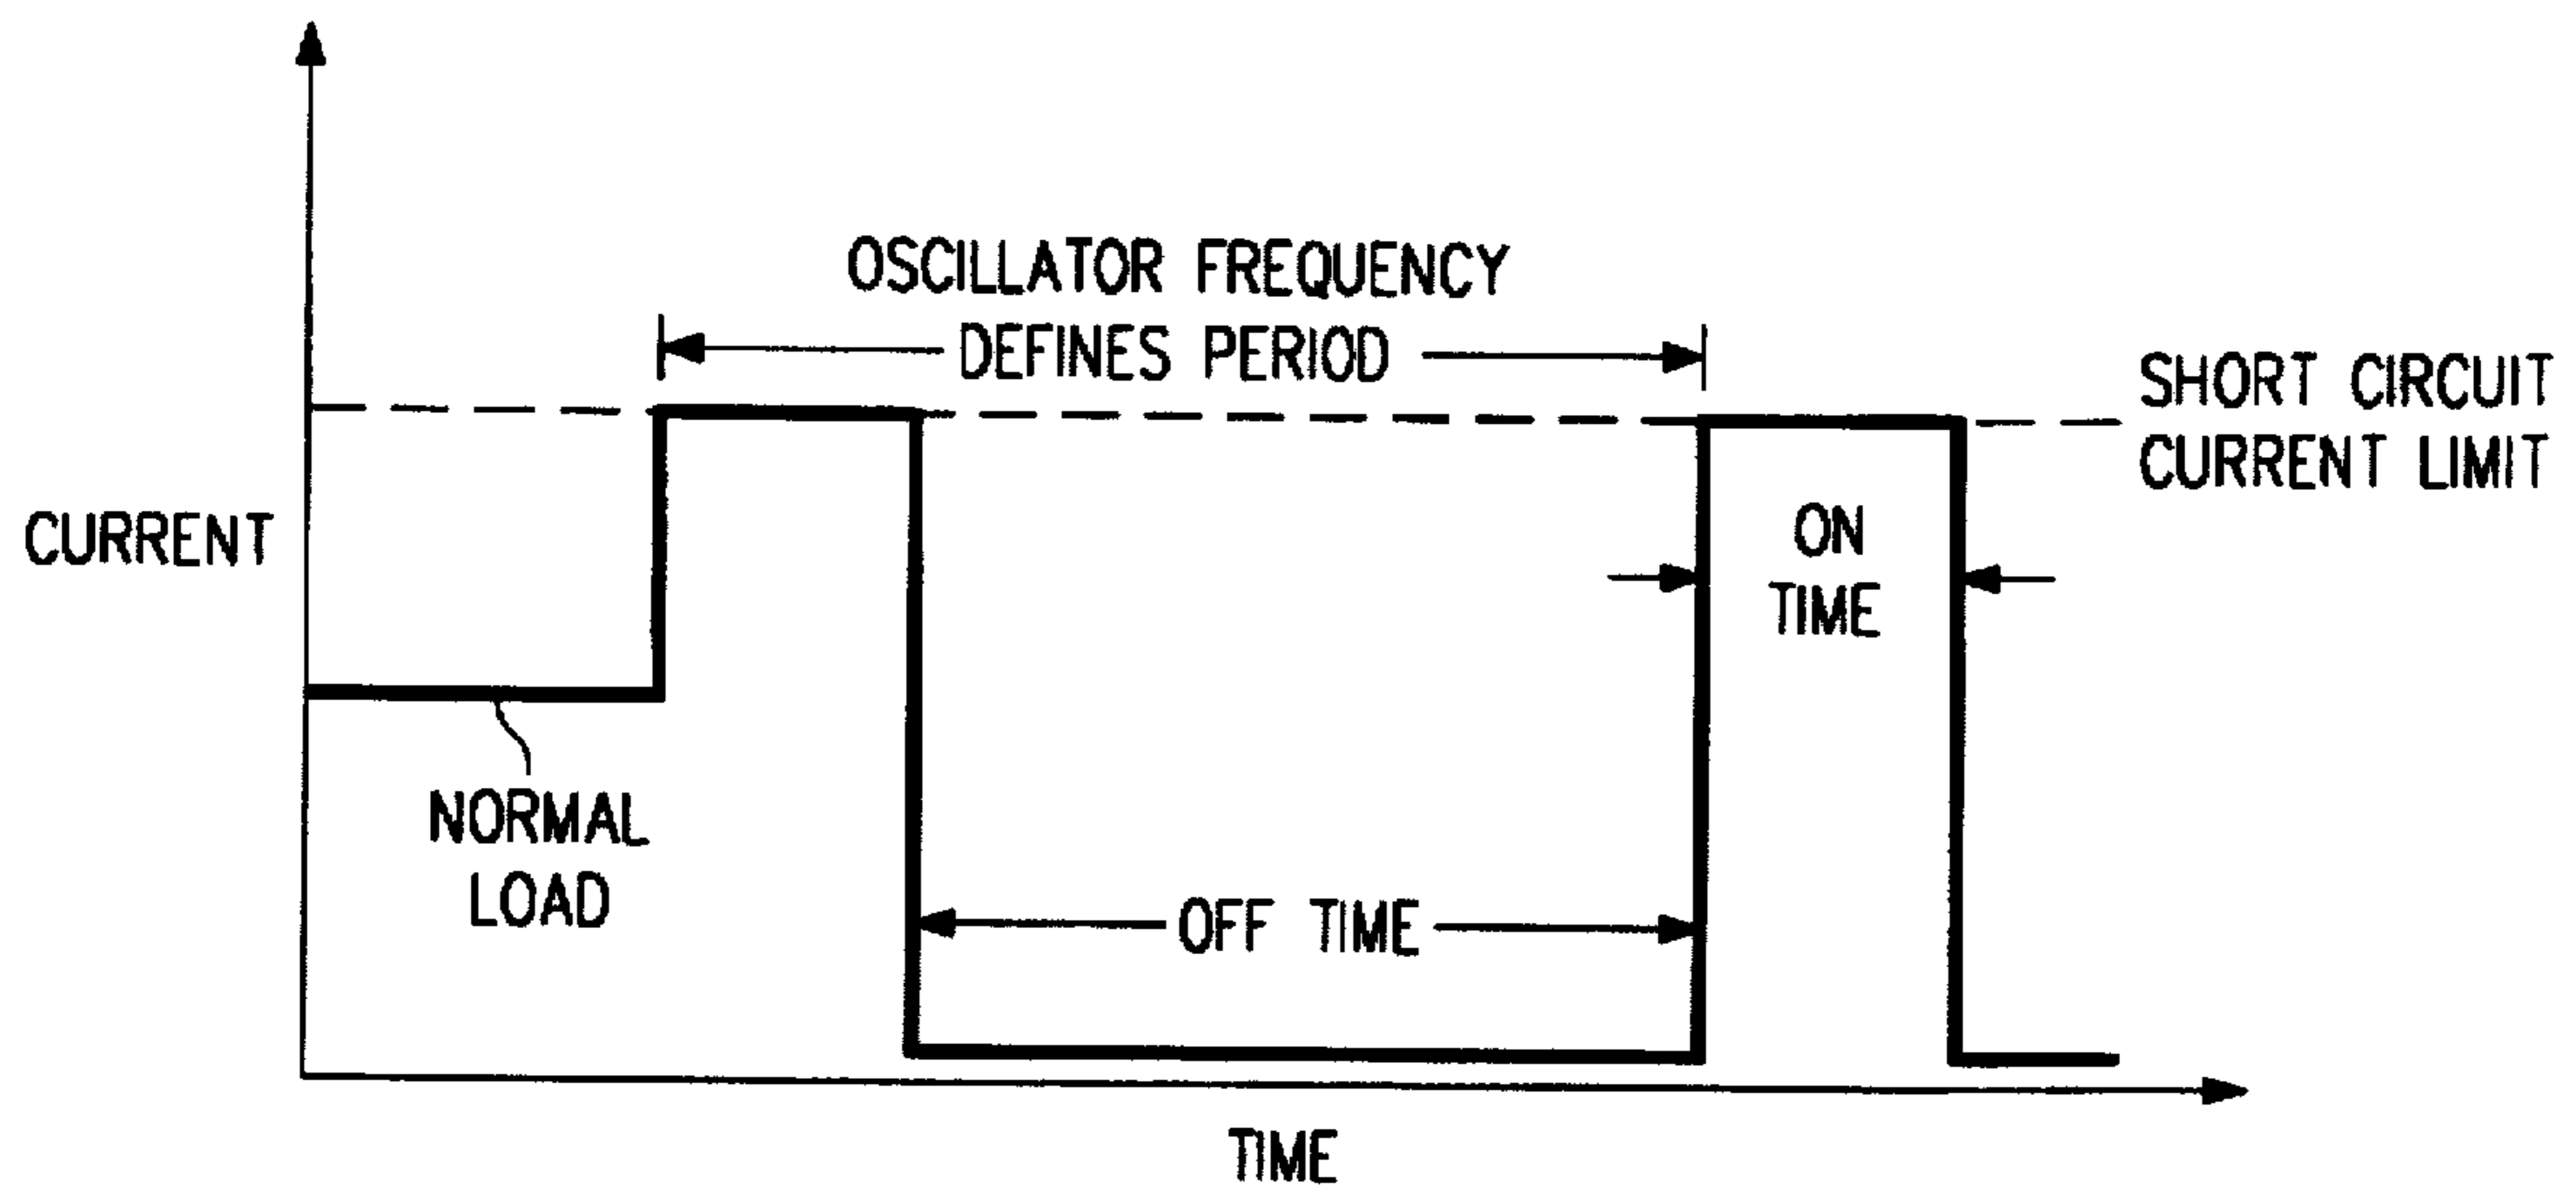 OSCILLATOR FREQUENCY
DEFINES PERIOD
SHORT CIRCUIT
CURRENT LIMIT
CURRENT
ON
TIME
NORMAL
LOAD
OFF TIME
TIME